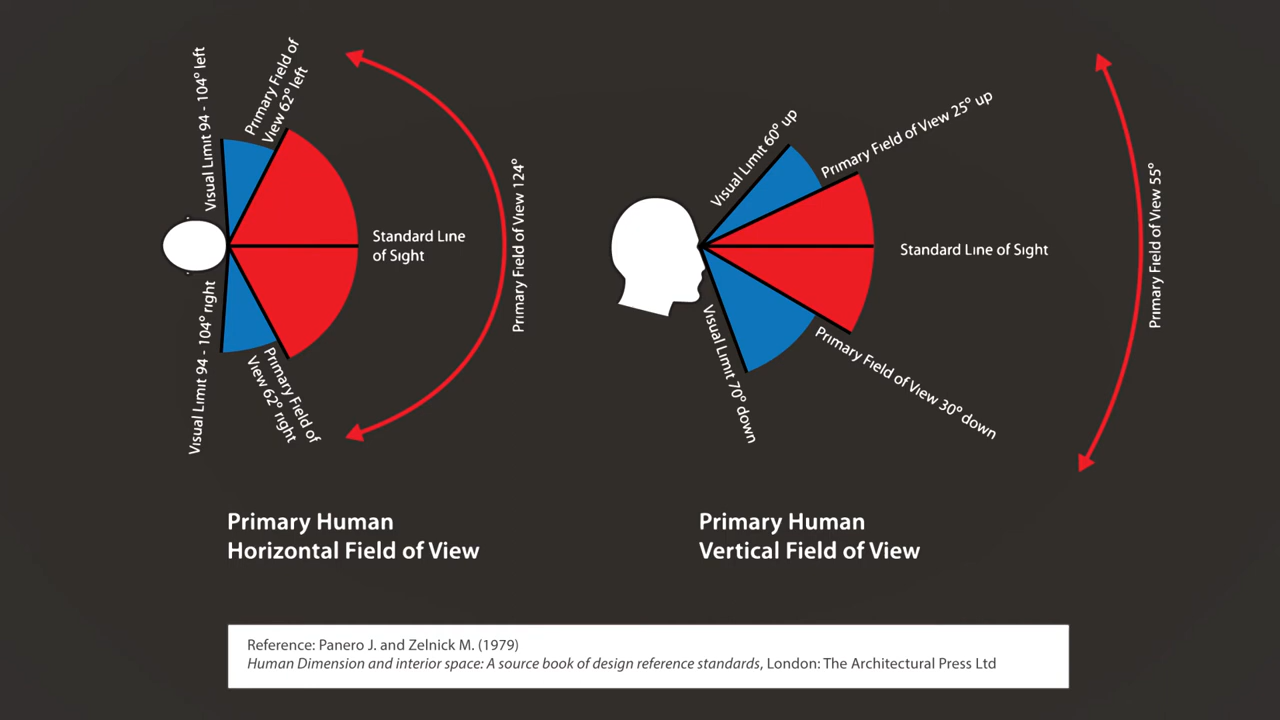 Visual Limit 94 - 104° left
Primary Field of
View 62° left
Standard Line
of Sight
Primary Field of View 124°
Visual Limit 94 - 104° right
Primary Field of
View 62° right
Primary Human
Horizontal Field of View
Visual Limit 60° up
Primary Field of View 25° up
Standard Line of Sight
Primary Field of View 55°
Visual Limit 70° down
Primary Field of View 30° down
Primary Human
Vertical Field of View
Reference: Panero J. and Zelnick M. (1979)
Human Dimension and interior space: A source book of design reference standards, London: The Architectural Press Ltd